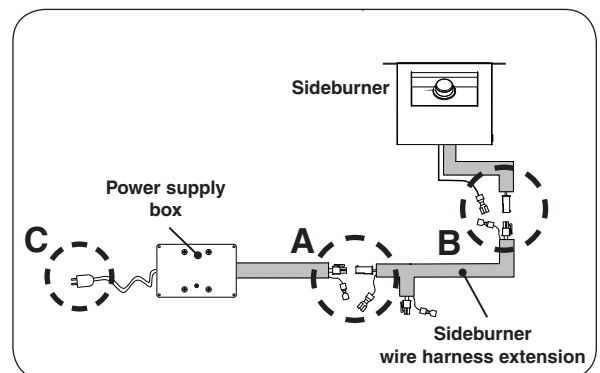 Sideburner
Power supply
box
C
A
B
Sideburner
wire harness extension